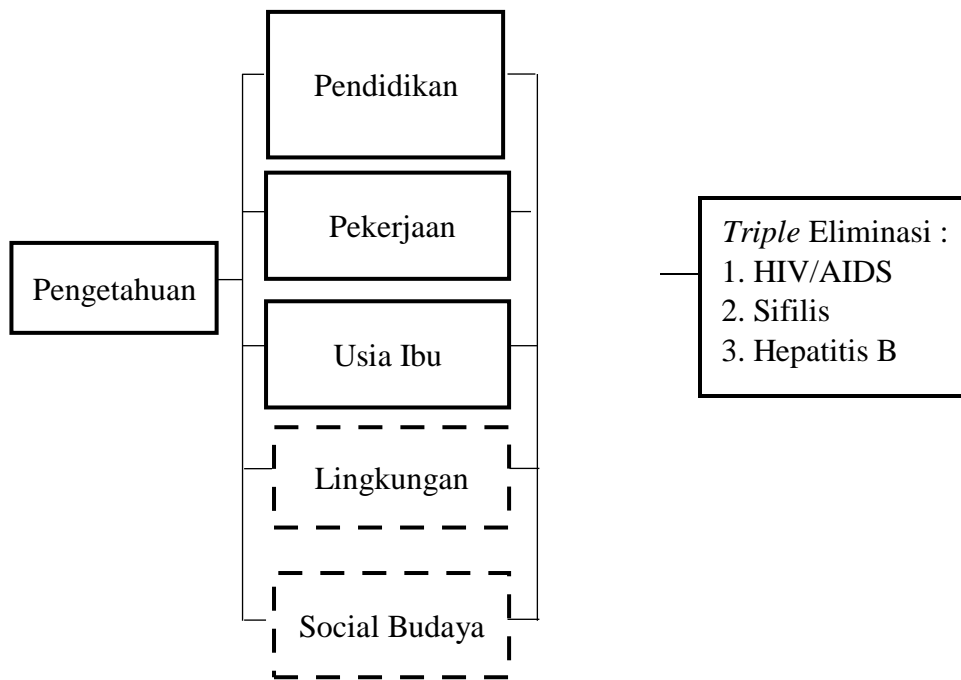 Pengetahuan
Pendidikan
Pekerjaan
Usia Ibu
Lingkungan
Social Budaya
Triple Eliminasi :
1. HIV/AIDS
2. Sifilis
3. Hepatitis B